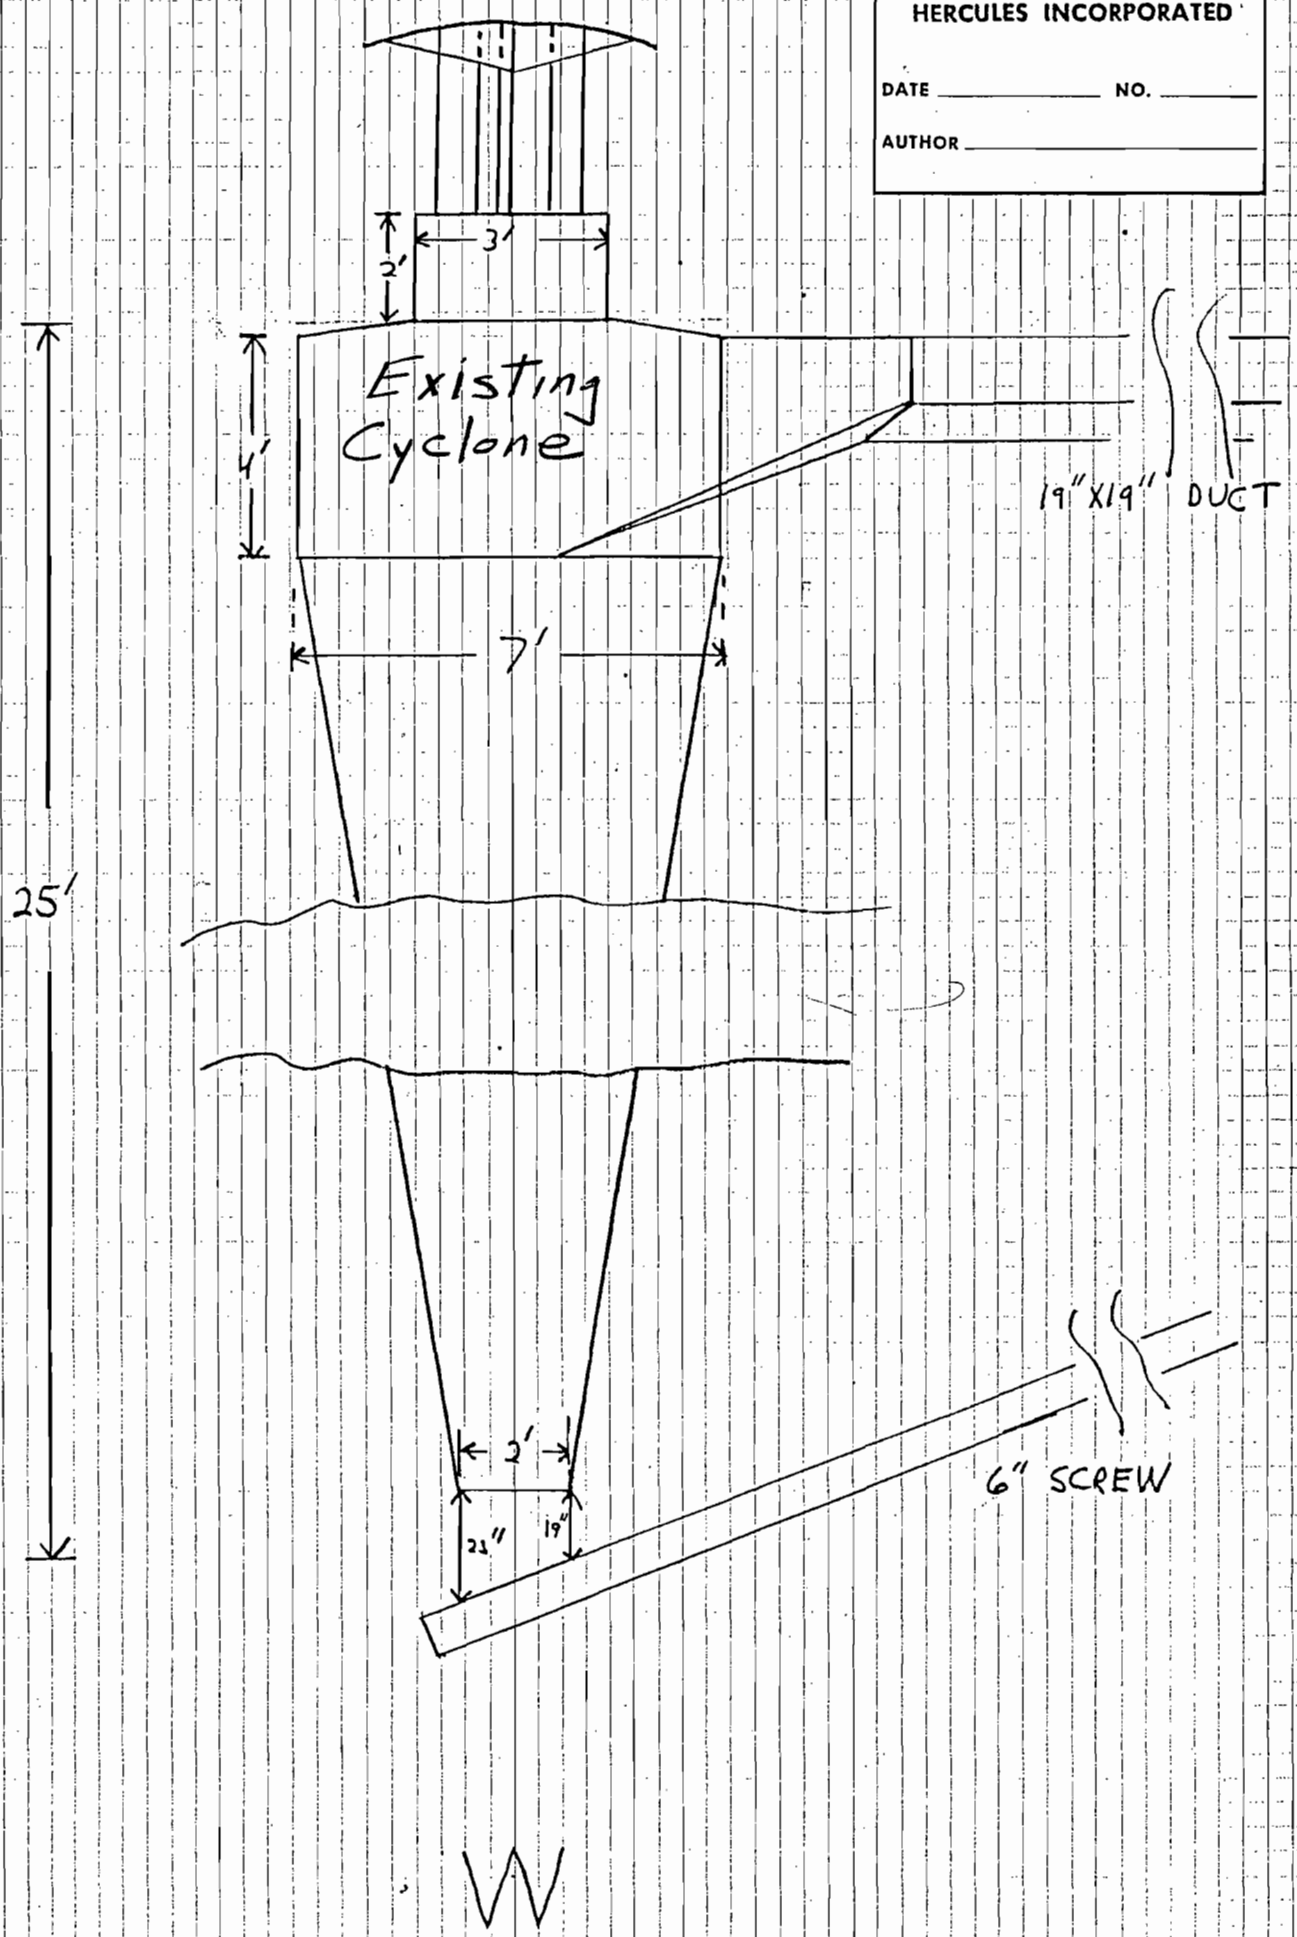 HERCULES INCORPORATED
DATE NO.
AUTHOR
3'
2'
Existing
Cyclone
4'
19"X19" DUCT
7'
25'
2'
19"
6" SCREW
W